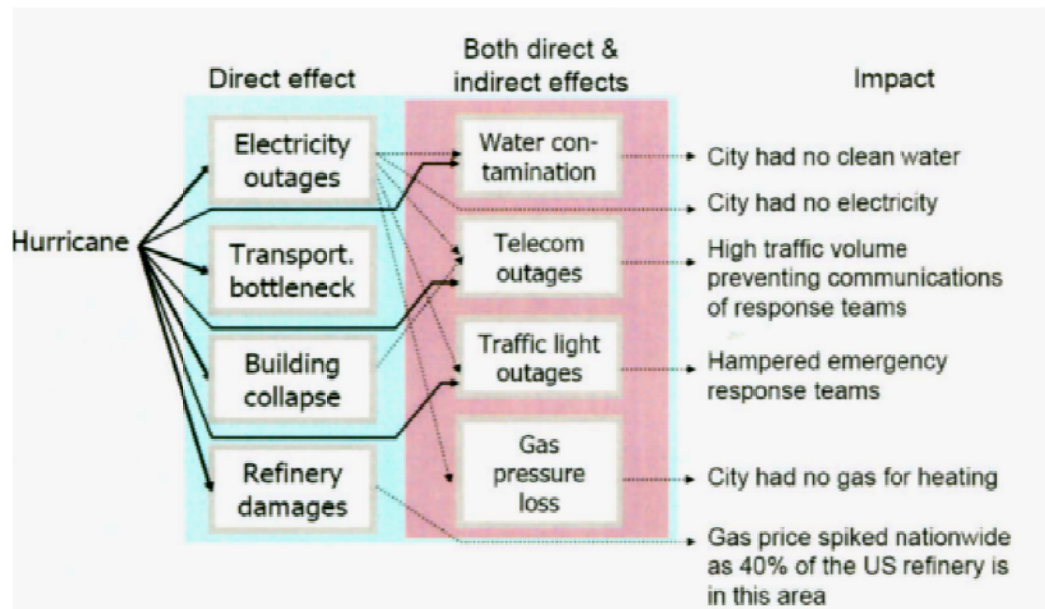 Direct effect
Both direct &
indirect effects
Impact
Hurricane
Electricity
outages
Transport.
bottleneck
Building
collapse
Refinery
damages
Water con-
tamination
Telecom
outages
Traffic light
outages
Gas
pressure
loss
City had no clean water
City had no electricity
High traffic volume
preventing communications
of response teams
Hampered emergency
response teams
City had no gas for heating
Gas price spiked nationwide
as 40% of the US refinery is
in this area